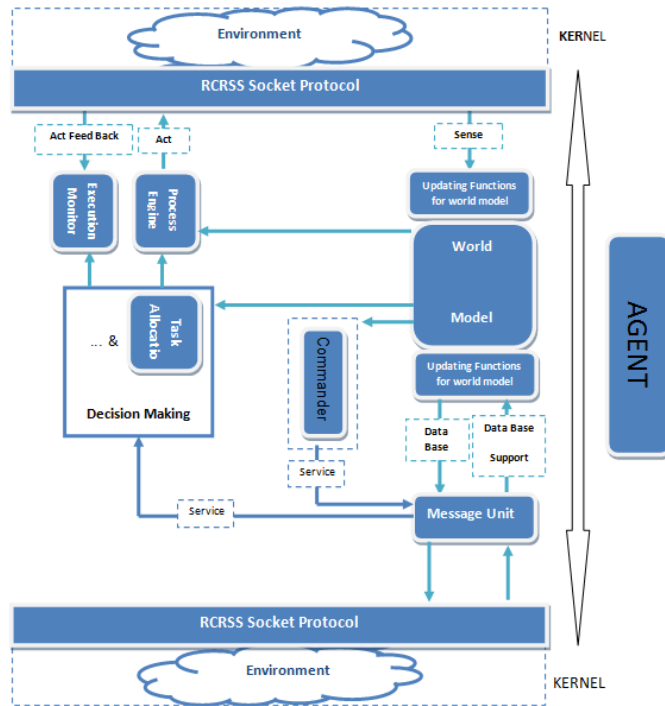 Environment
KERNEL
RCRSS Socket Protocol
Act Feed Back
Act
Sense
Execution
Monitor
Process
Engine
Updating Functions
for world model
World
Model
Task
Allocatio
... &
Decision Making
Commander
Updating Functions
for world model
AGENT
Data
Base
Data Base
Support
Service
Service
Message Unit
RCRSS Socket Protocol
Environment
KERNEL